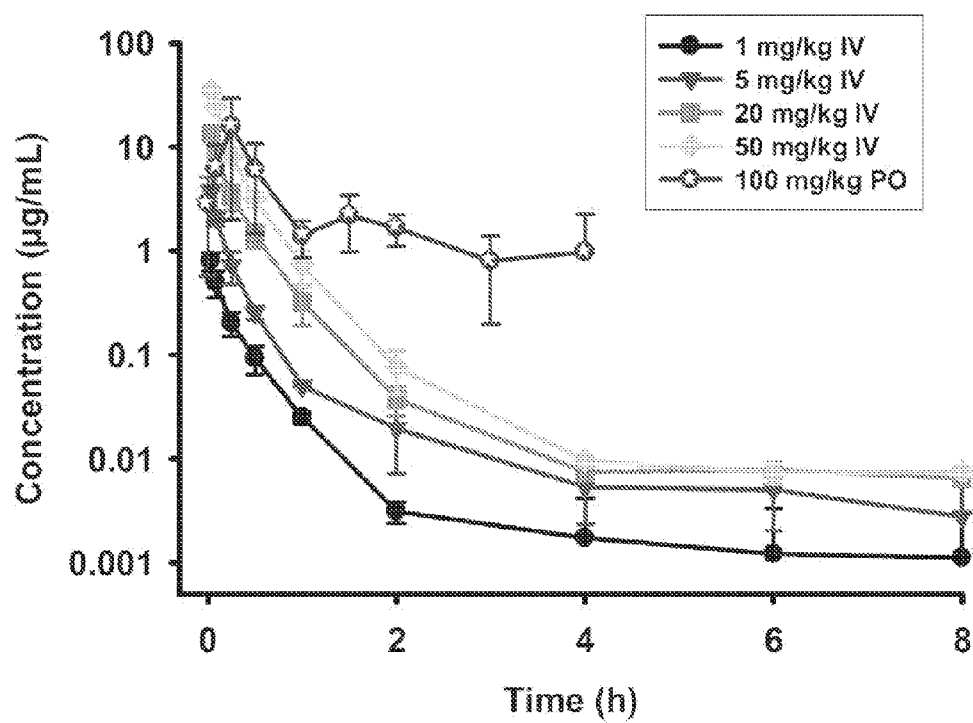 100
10
1
0.1
0.01
0.001
Concentration (µg/mL)
1 mg/kg IV
5 mg/kg IV
20 mg/kg IV
50 mg/kg IV
100 mg/kg PO
0 2 4 6 8
Time (h)